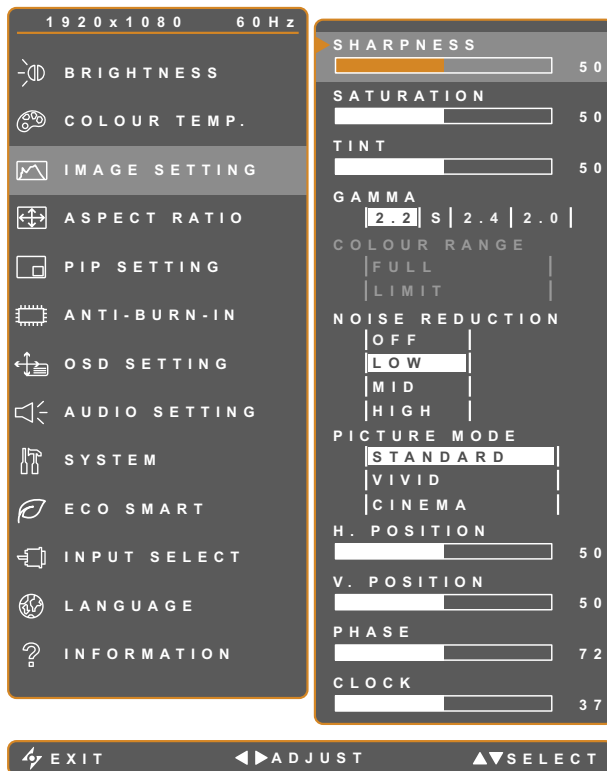 1920x1080 60Hz
BRIGHTNESS
COLOUR TEMP.
IMAGE SETTING
ASPECT RATIO
PIP SETTING
ANTI-BURN-IN
OSD SETTING
AUDIO SETTING
SYSTEM
ECO SMART
INPUT SELECT
LANGUAGE
INFORMATION
SHARPNESS
50
SATURATION
50
TINT
50
GAMMA
2.2 S 2.4 2.0
COLOUR RANGE
FULL
LIMIT
NOISE REDUCTION
OFF
LOW
MID
HIGH
PICTURE MODE
STANDARD
VIVID
CINEMA
H. POSITION
50
V. POSITION
50
PHASE
72
CLOCK
37
EXIT ADJUST SELECT